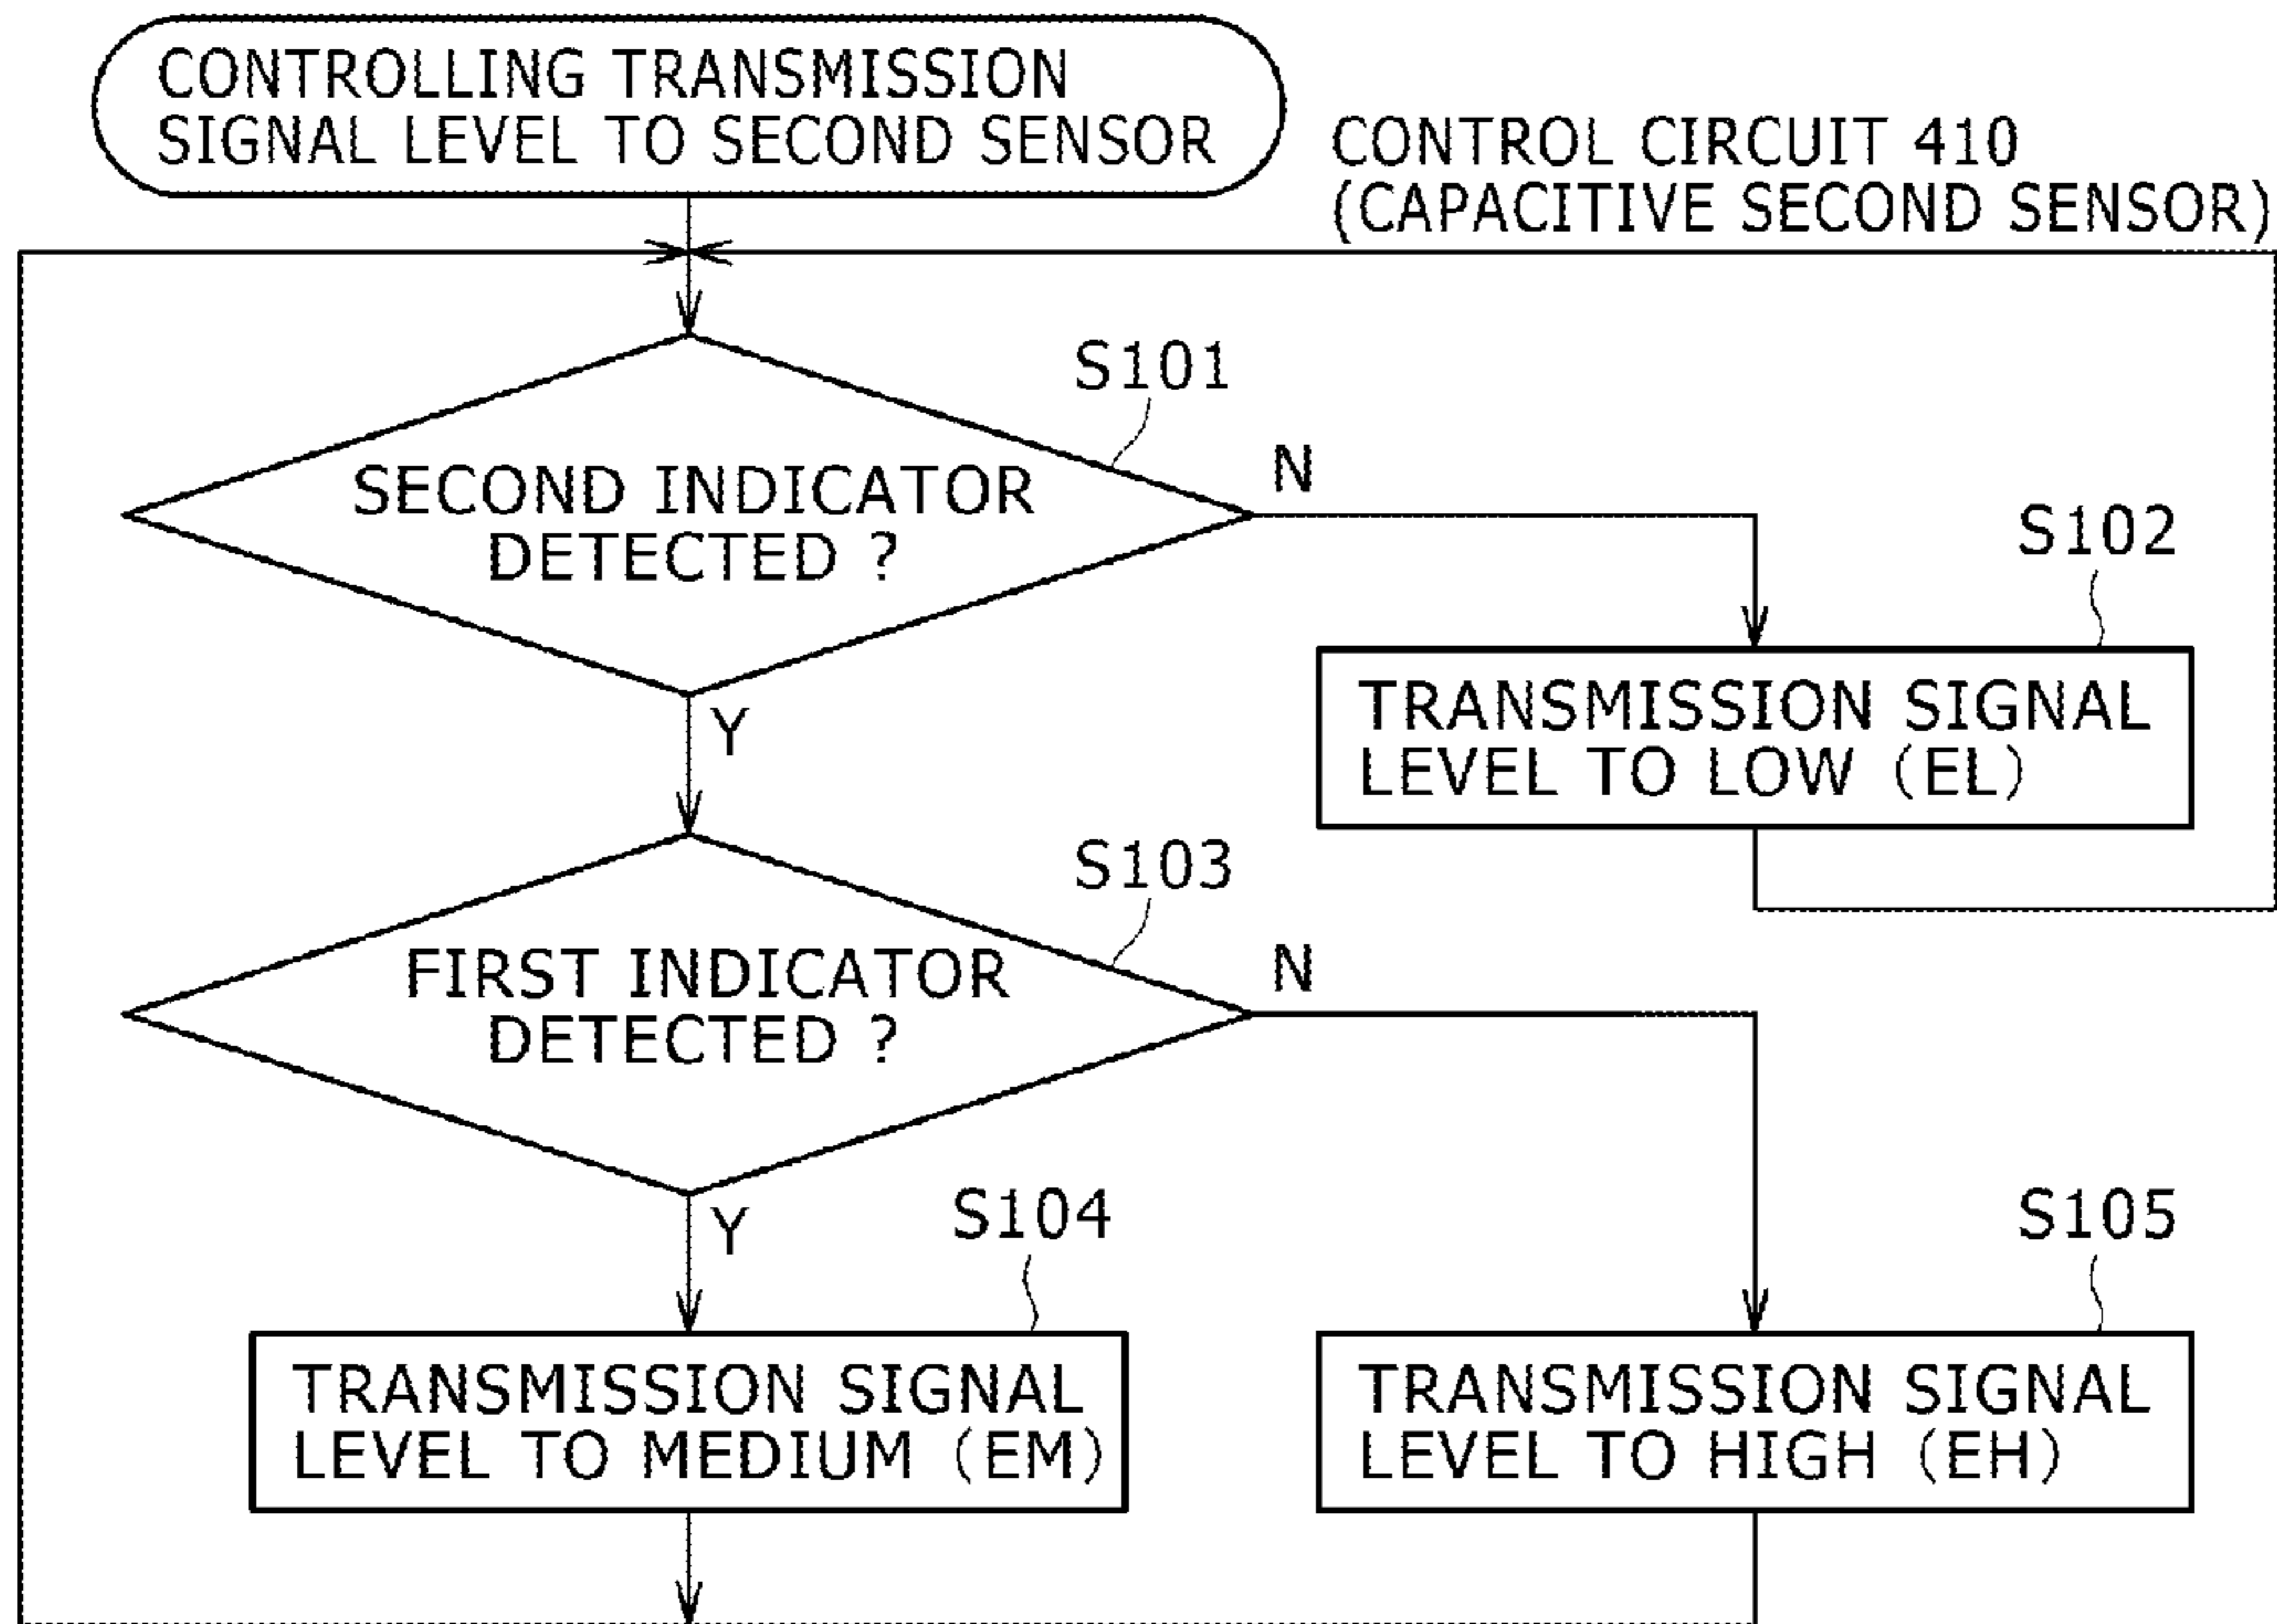 CONTROLLING TRANSMISSION
SIGNAL LEVEL TO SECOND SENSOR
CONTROL CIRCUIT 410
(CAPACITIVE SECOND SENSOR)
S101
SECOND INDICATOR
DETECTED ?
N
S102
TRANSMISSION SIGNAL
LEVEL TO LOW (EL)
Y
S103
FIRST INDICATOR
DETECTED ?
N
Y
S104
TRANSMISSION SIGNAL
LEVEL TO MEDIUM (EM)
S105
TRANSMISSION SIGNAL
LEVEL TO HIGH (EH)